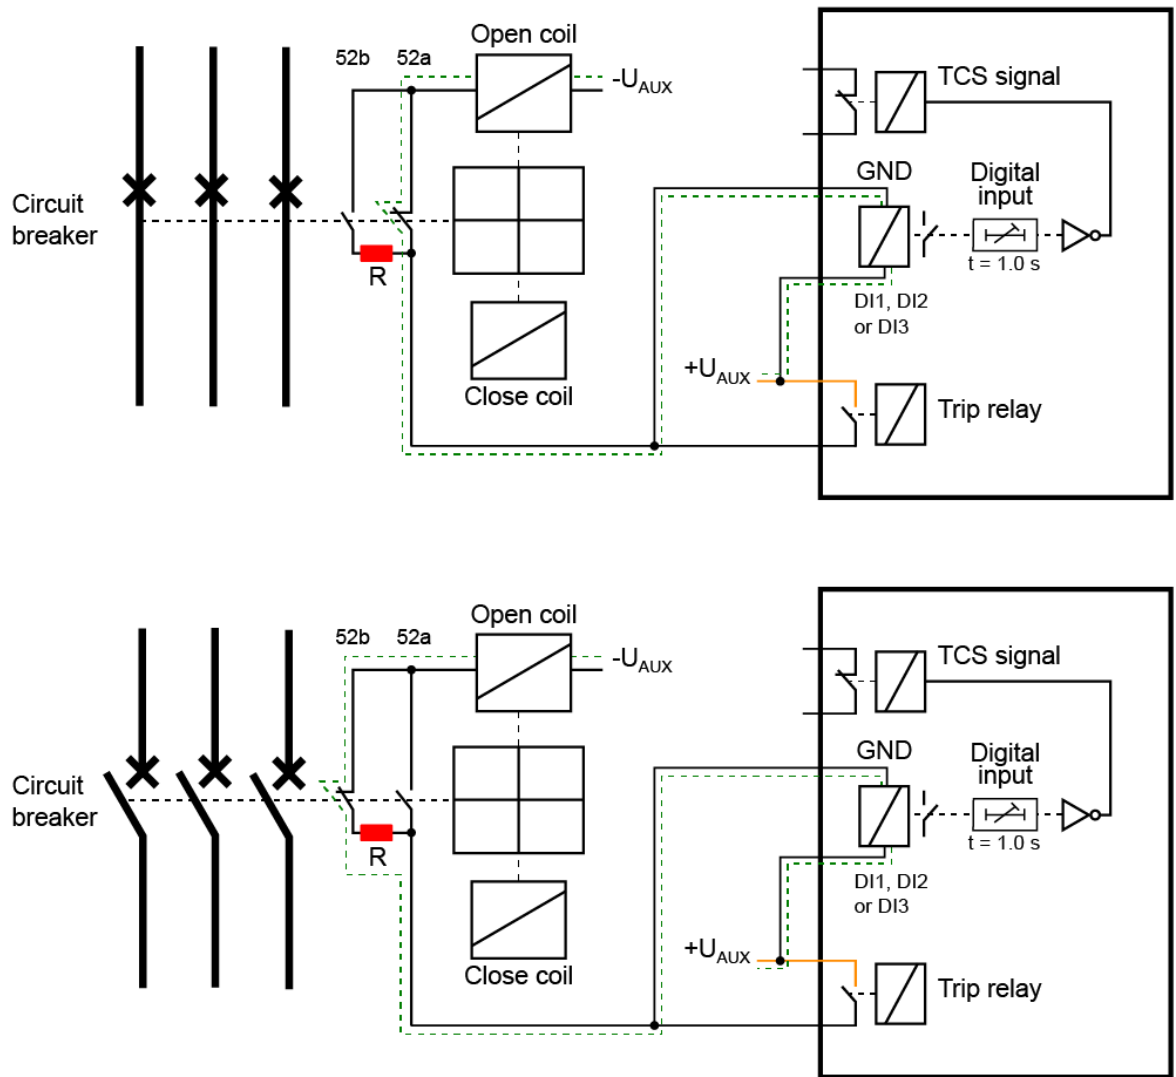 Open coil
52b 52a
-UAUX
TCS signal
GND
Digital
input
Circuit
breaker
R
t = 1.0 s
DI1, DI2
or DI3
+UAUX
Close coil
Trip relay
Open coil
52b 52a
-UAUX
TCS signal
GND
Digital
input
Circuit
breaker
R
t = 1.0 s
DI1, DI2
or DI3
+UAUX
Close coil
Trip relay